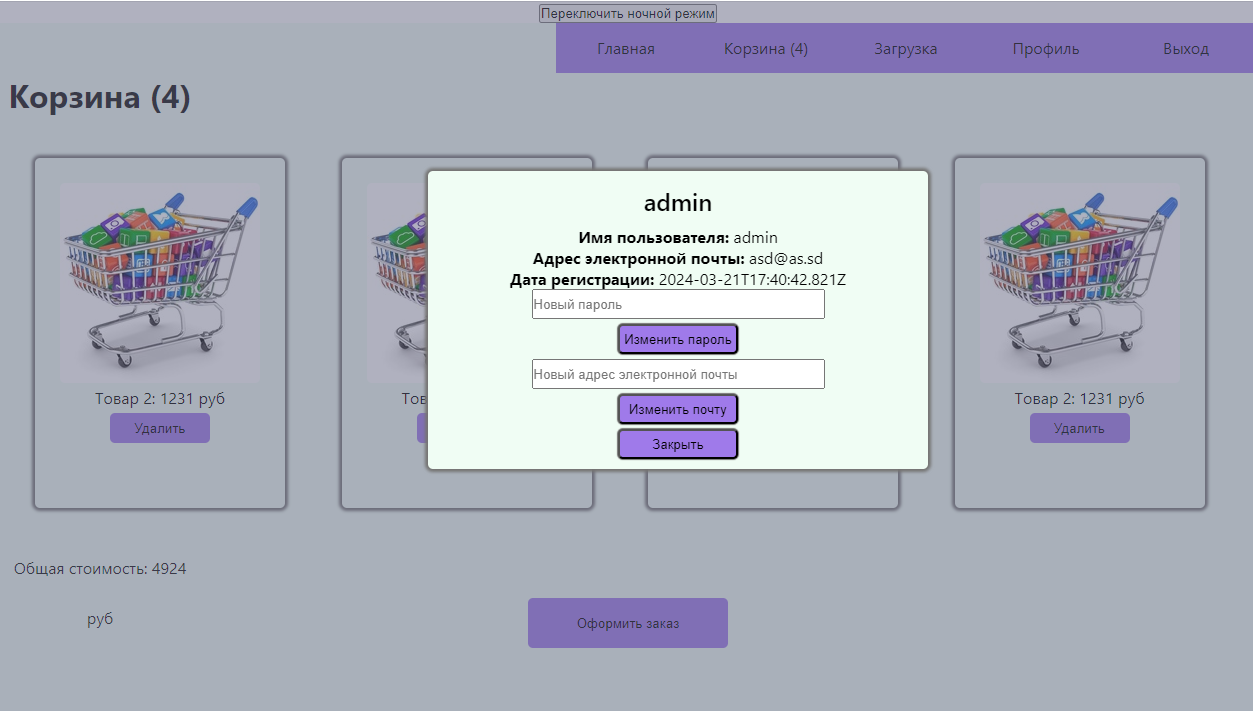 Переключить ночной режим
Главная Корзина (4) Загрузка Профиль Выход
Корзина (4)
admin
Имя пользователя: admin
Адрес электронной почты: asd@as.sd
Дата регистрации: 2024-03-21T17:40:42.821Z
Новый пароль
Изменить пароль
Новый адрес электронной почты
Изменить почту
Закрыть
Товар 2: 1231 руб
Удалить
Товар 2: 1231 руб
Удалить
Общая стоимость: 4924
руб
Оформить заказ